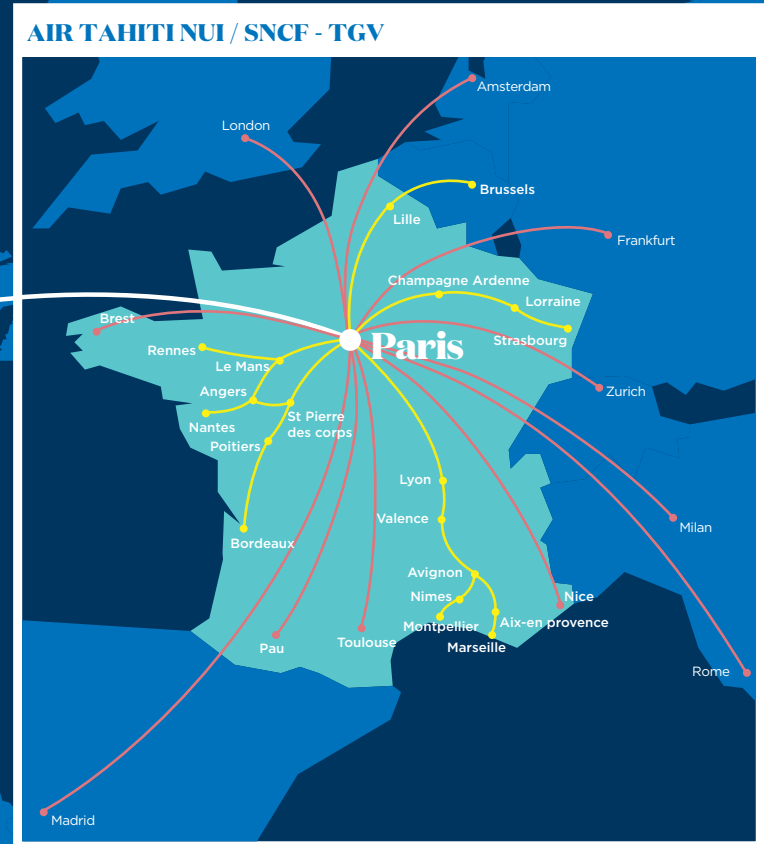 AIR TAHITI NUI / SNCF - TGV
Amsterdam
London
Brussels
Lille
Frankfurt
Champagne Ardenne
Lorraine
Brest
Strasbourg
Paris
Rennes
Le Mans
Angers
Zurich
St Pierre
des corps
Nantes
Poitiers
Lyon
Valence
Milan
Bordeaux
Avignon
Nimes
Nice
Montpellier
Aix-en provence
Toulouse
Pau
Marseille
Rome
Madrid